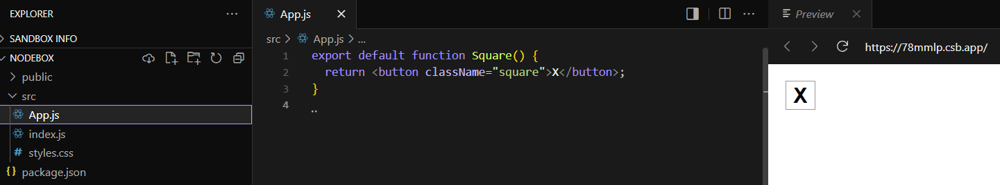 EXPLORER
SANDBOX INFO
NODEBOX
public
src
App.js
index.js
styles.css
{} package.json
App.js
src > App.js > ...
1 export default function Square() {
2 return <button className="square">X</button>;
3 }
4
Preview
https://78mmlp.csb.app/
X